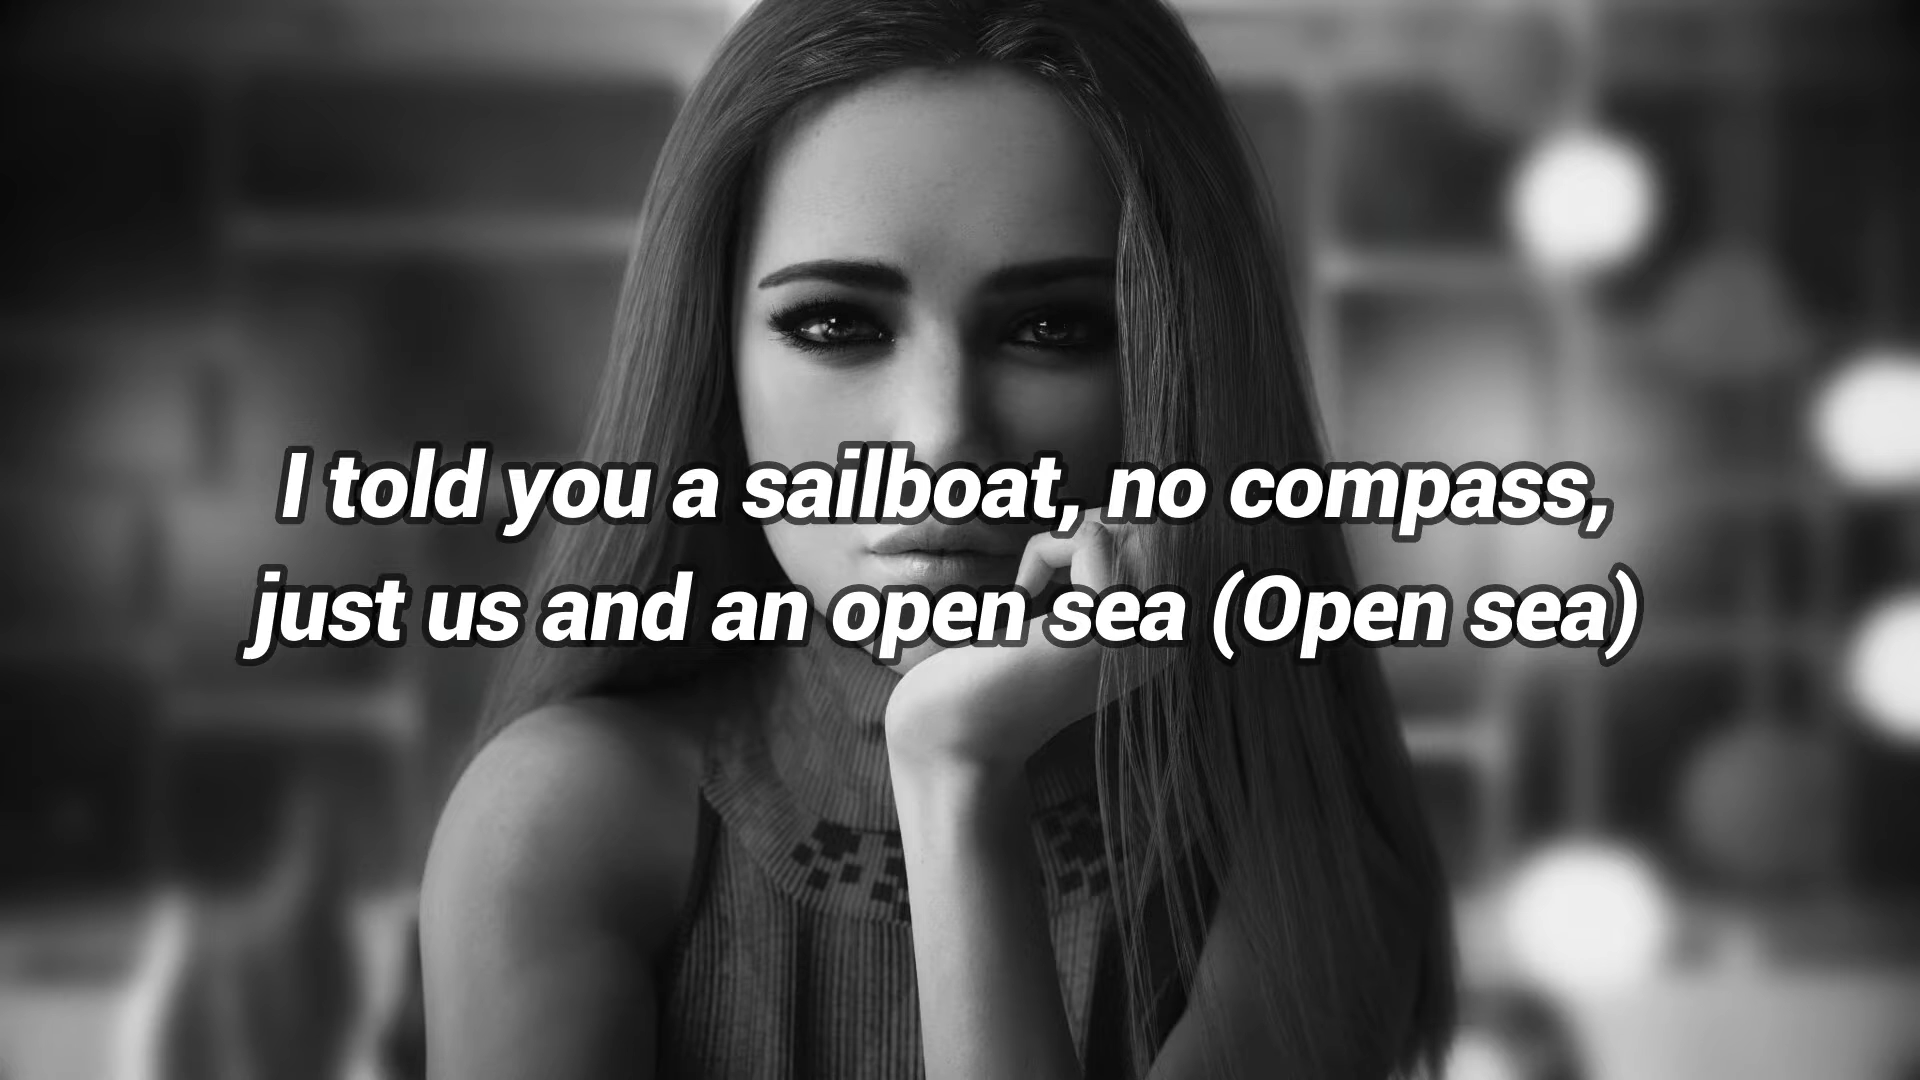 I told you a sailboat, no compass,
just us and an open sea (Open sea)